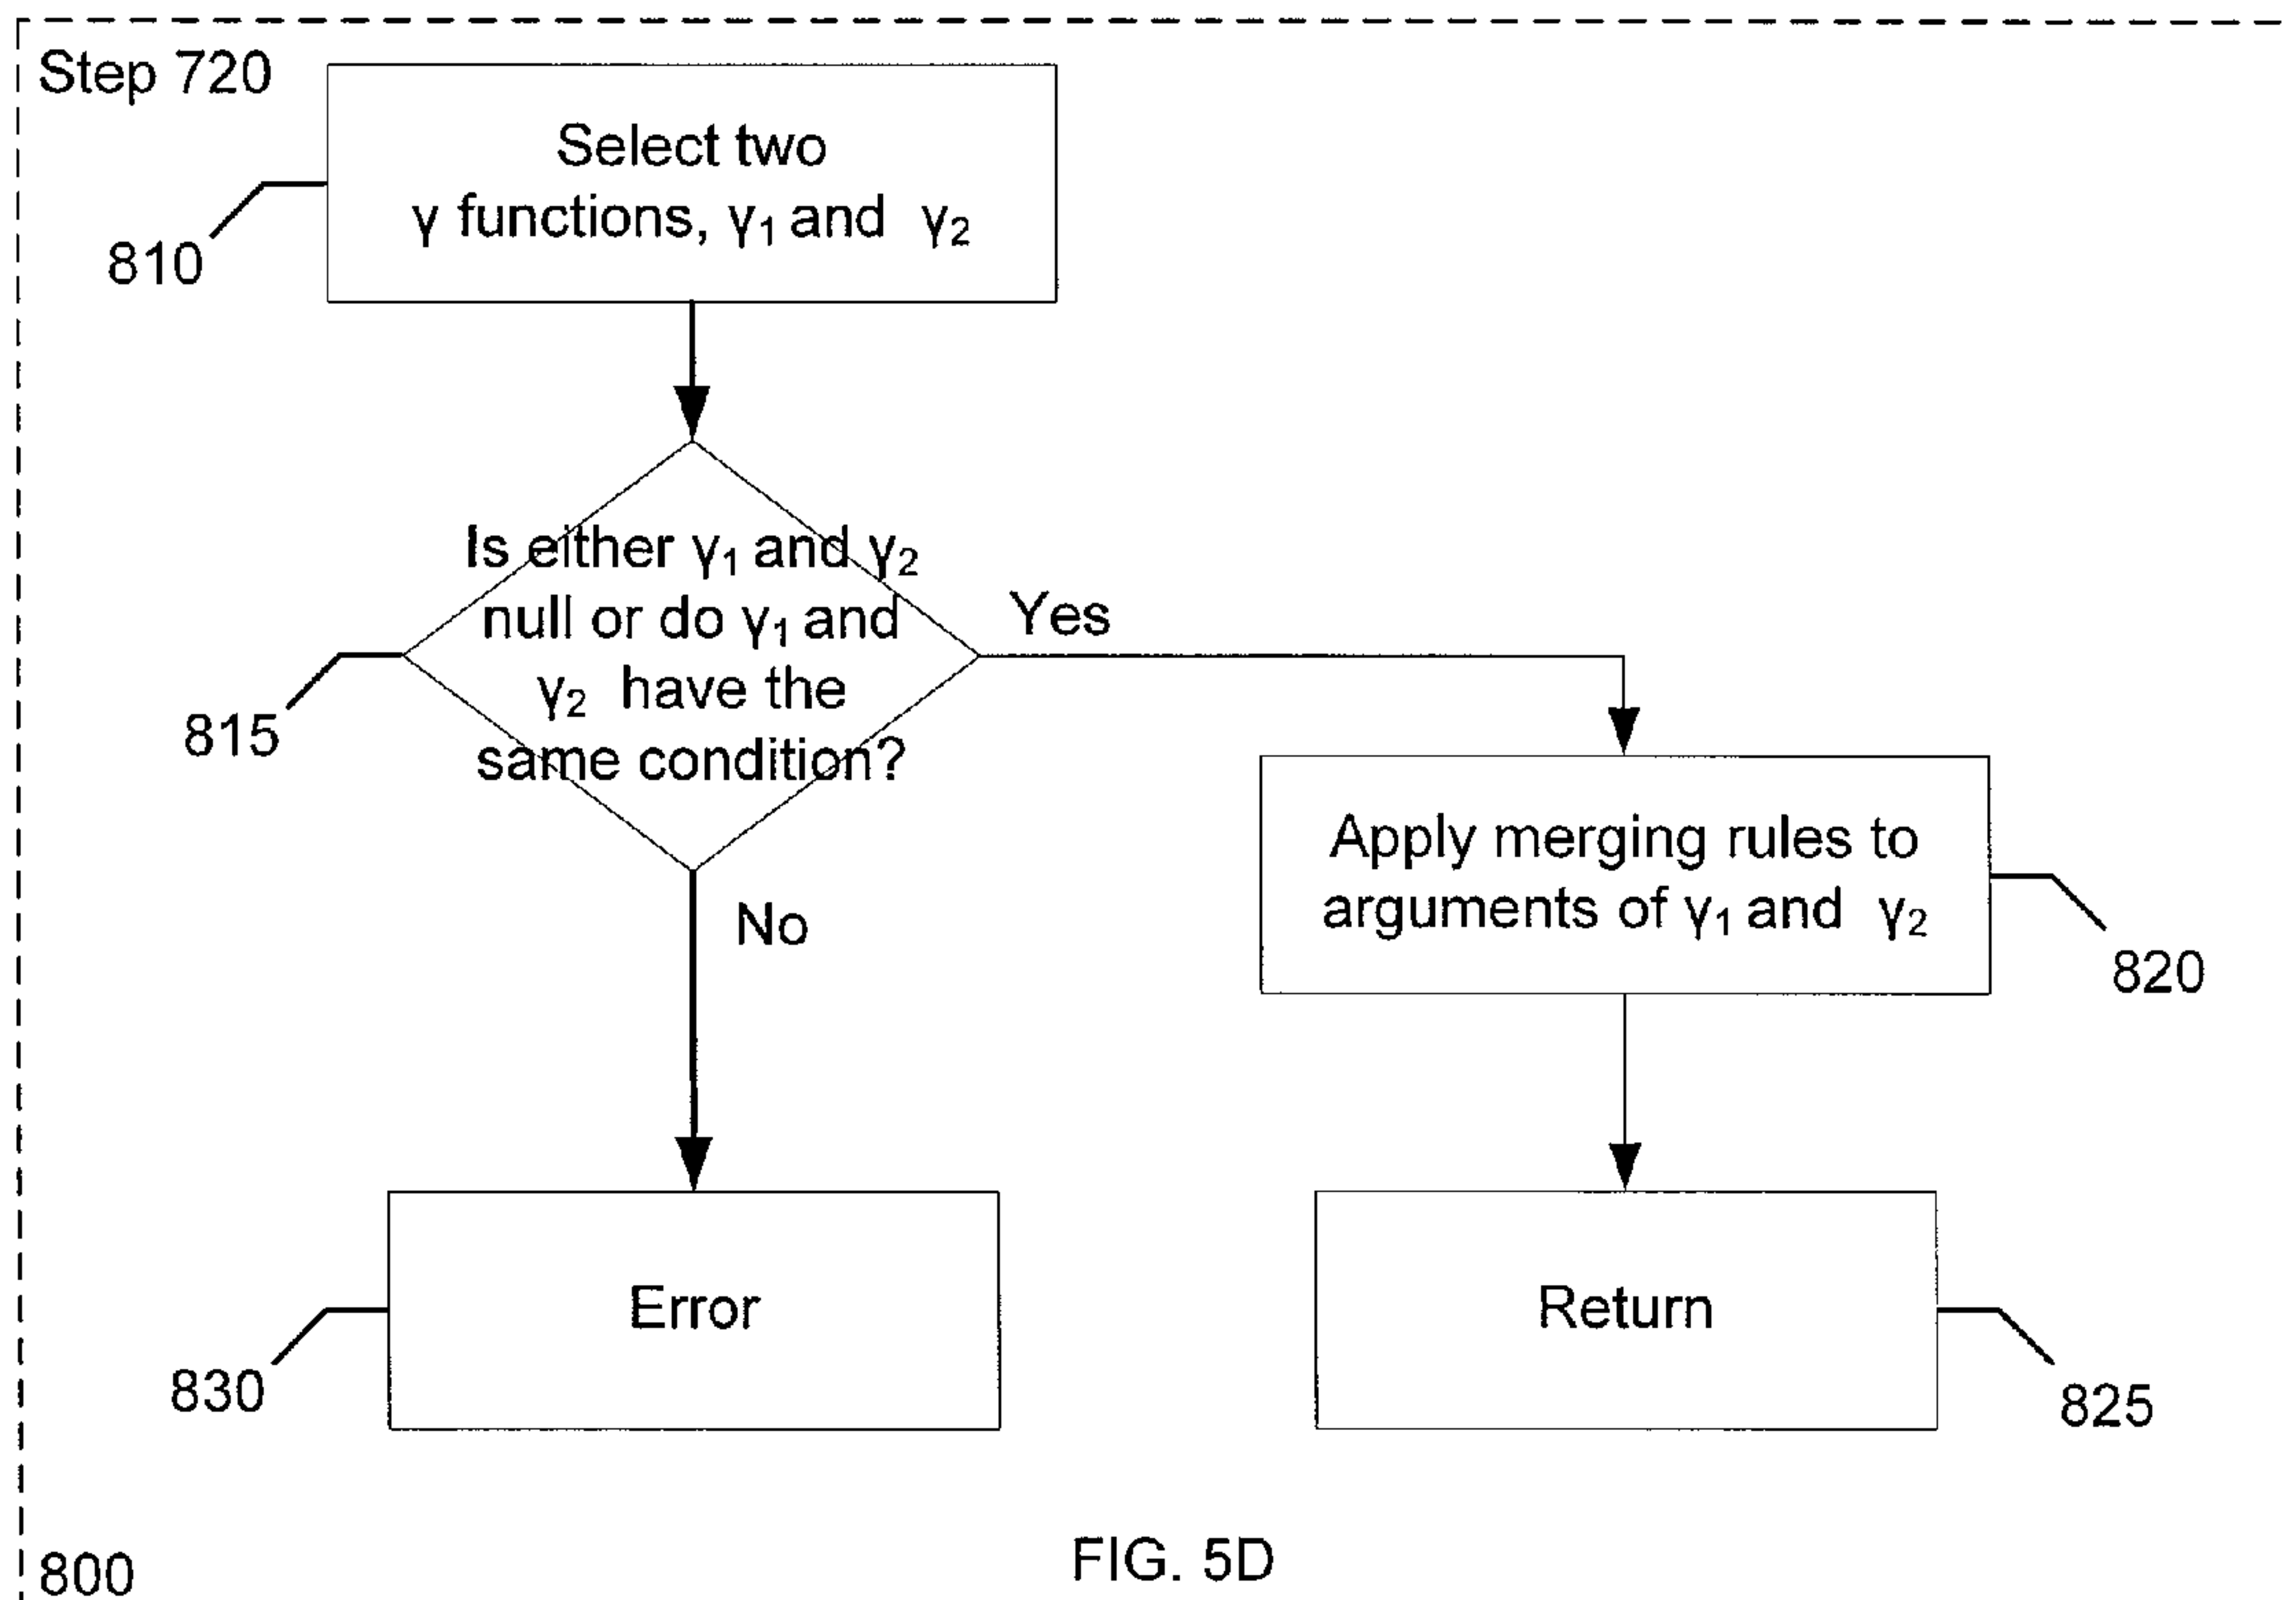 Step 720
Select two
γ functions, γ₁ and γ₂
810
Is either γ₁ and γ₂
null or do γ₁ and
γ₂ have the
same condition?
815
Yes
No
Apply merging rules to
arguments of γ₁ and γ₂
820
Error
830
Return
825
FIG. 5D
800